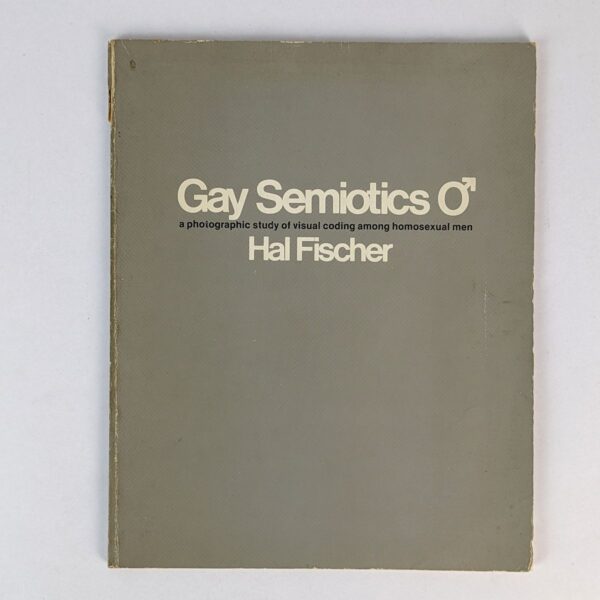 Gay Semiotics ♂
a photographic study of visual coding among homosexual men
Hal Fischer